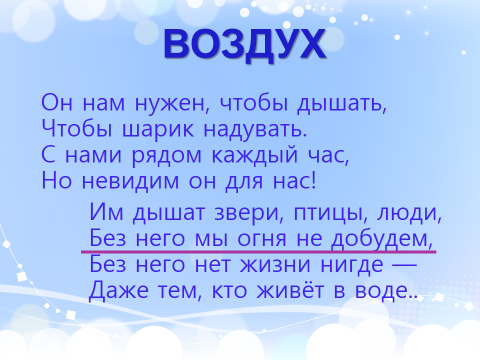 ВОЗДУХ
Он нам нужен, чтобы дышать,
Чтобы шарик надувать.
С нами рядом каждый час,
Но невидим он для нас!
Им дышат звери, птицы, люди,
Без него мы огня не добудем,
Без него нет жизни нигде —
Даже тем, кто живёт в воде..